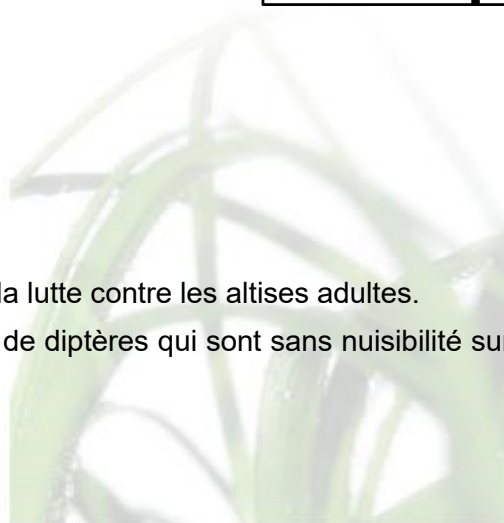 la lutte contre les altises adultes.
de diptères qui sont sans nuisibilité sur